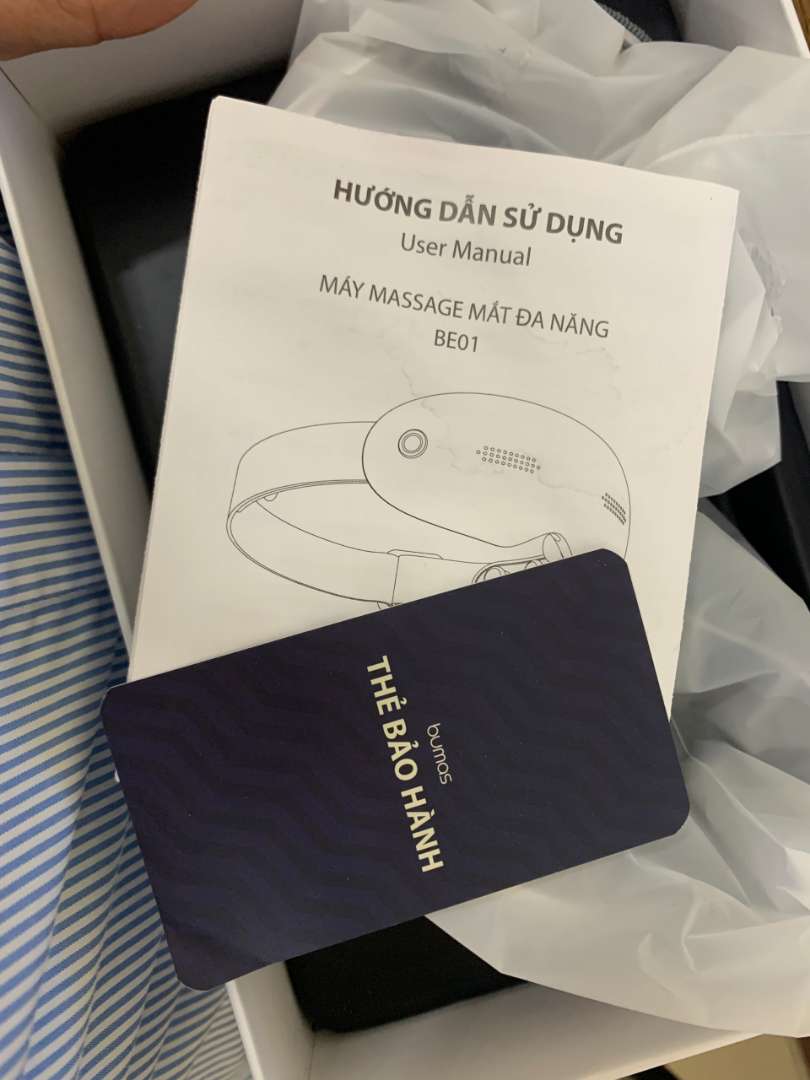 HƯỚNG DẪN SỬ DỤNG
User Manual
MÁY MASSAGE MẮT ĐA NĂNG
BE01
bumas
THẺ BẢO HÀNH